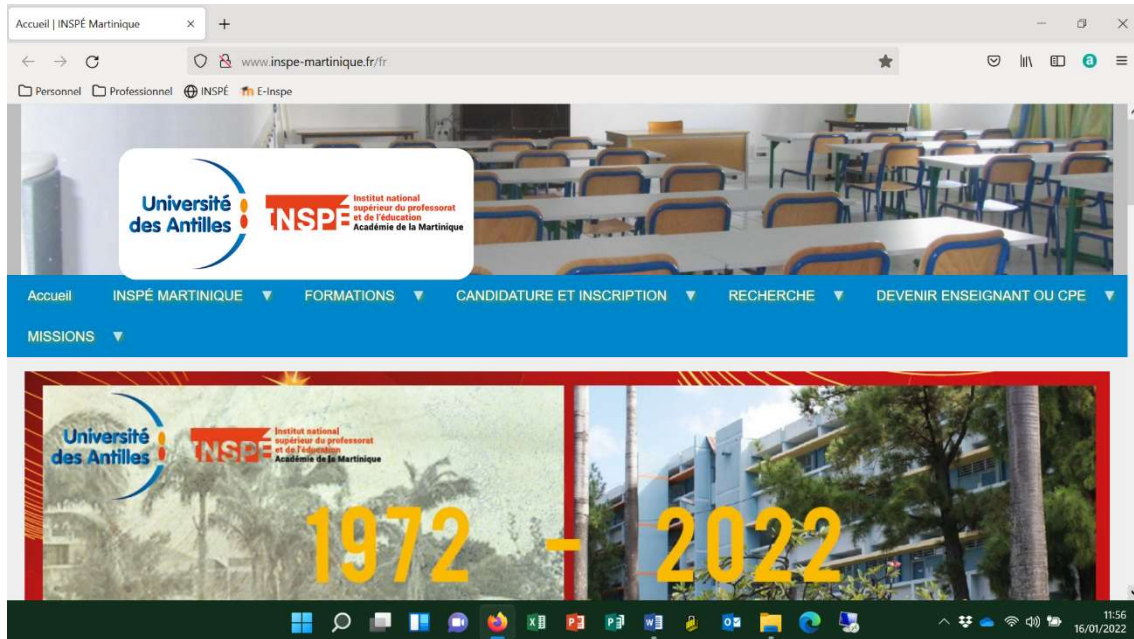 Accueil | INSPÉ Martinique
www.inspe-martinique.fr/fr
Personnel Professionnel INSPÉ E-Inspe
Université
des Antilles
INSPÉ
Institut national
supérieur du professorat
et de l'éducation
Académie de la Martinique
Accueil INSPÉ MARTINIQUE FORMATIONS CANDIDATURE ET INSCRIPTION RECHERCHE DEVENIR ENSEIGNANT OU CPE
MISSIONS
Université
des Antilles
INSPÉ
Institut national
supérieur du professorat
et de l'éducation
Académie de la Martinique
1972 - 2022
11:56
16/01/2022